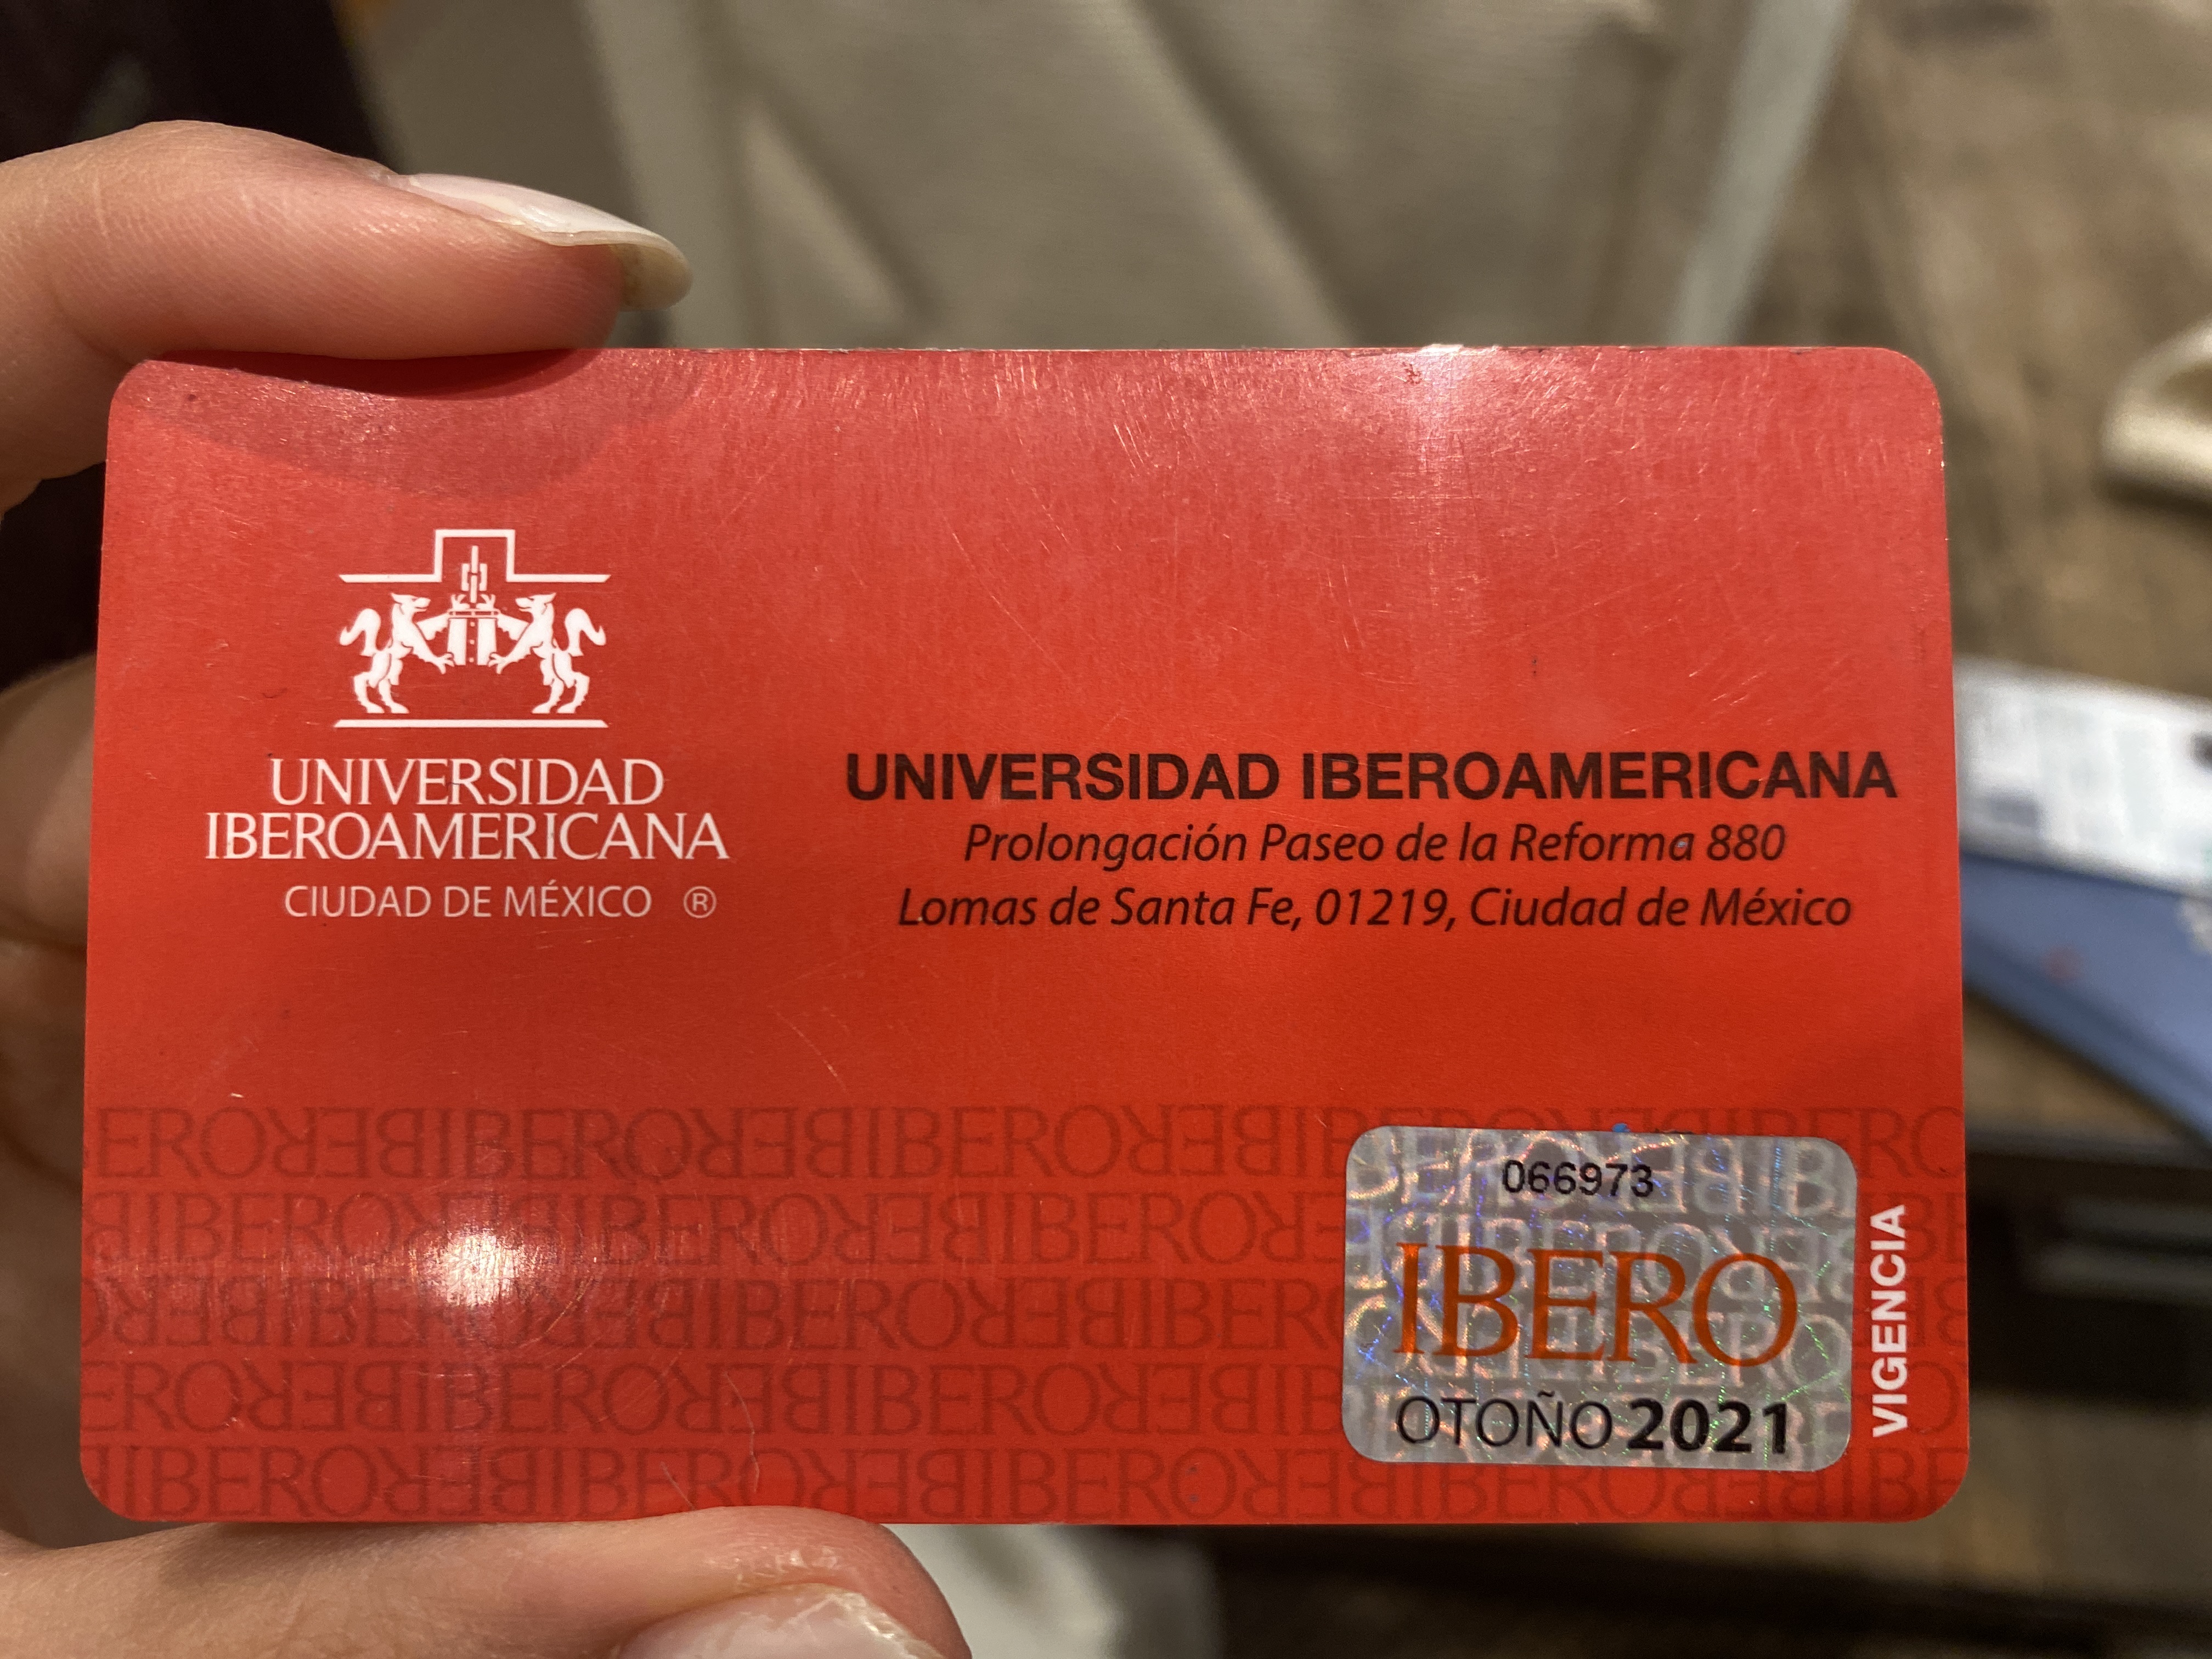 UNIVERSIDAD
IBEROAMERICANA
CIUDAD DE MÉXICO ®
UNIVERSIDAD IBEROAMERICANA
Prolongación Paseo de la Reforma 880
Lomas de Santa Fe, 01219, Ciudad de México
066973
IBERO
OTOÑO 2021
VIGENCIA